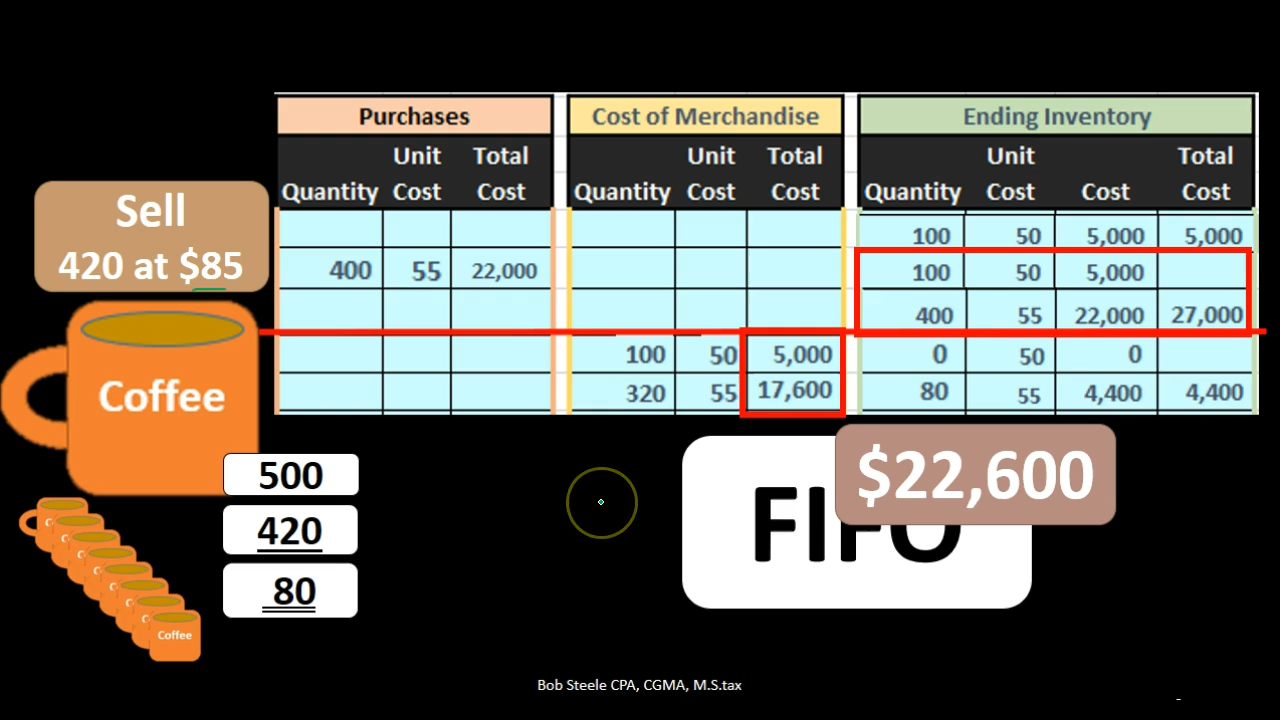 Purchases Cost of Merchandise Ending Inventory
Unit Total Unit Total Unit Total
Quantity Cost Cost Quantity Cost Cost Quantity Cost Cost Cost
Sell
420 at $85
100 50 5,000 5,000
400 55 22,000 100 50 5,000
400 55 22,000 27,000
100 50 5,000 0 50 0
320 55 17,600 80 55 4,400 4,400
Coffee
500
420
80
$22,600
FIFO
Coffee
Bob Steele CPA, CGMA, M.S.tax